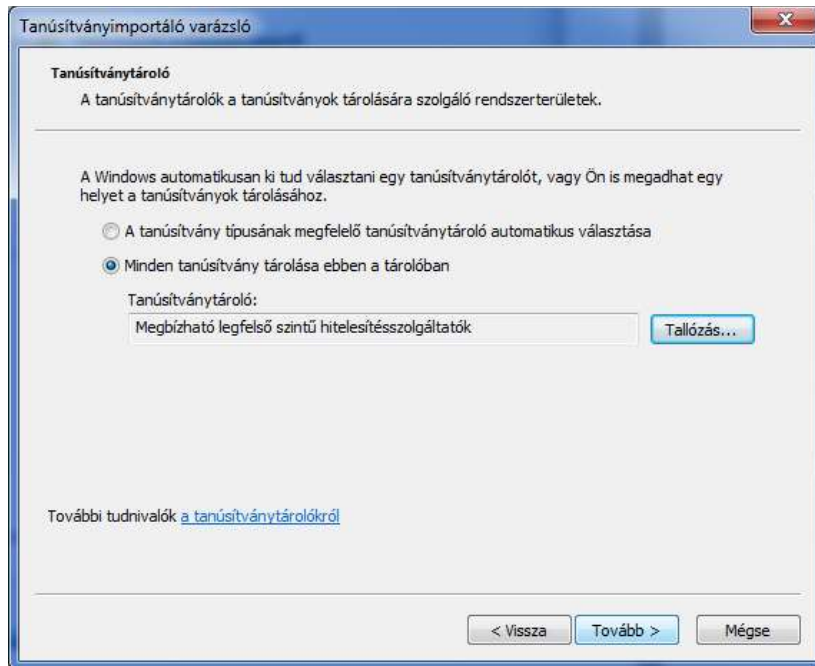 Tanúsítványimportáló varázsló
Tanúsítványtároló
A tanúsítványtárolók a tanúsítványok tárolására szolgáló rendszerterületek.
A Windows automatikusan ki tud választani egy tanúsítványtárolót, vagy Ön is megadhat egy
helyet a tanúsítványok tárolásához.
A tanúsítvány típusának megfelelő tanúsítványtároló automatikus választása
Minden tanúsítvány tárolása ebben a tárolóban
Tanúsítványtároló:
Megbízható legfelső szintű hitelesítésszolgáltatók
Tallózás...
További tudnivalók a tanúsítványtárolókról
< Vissza
Tovább >
Mégse